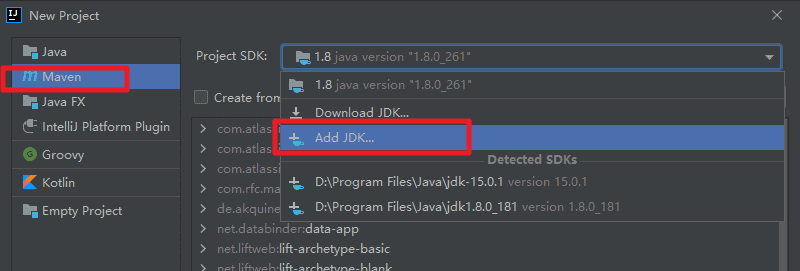 New Project
Java
Maven
Java FX
IntelliJ Platform Plugin
Groovy
Kotlin
Empty Project
Project SDK:
1.8 java version "1.8.0_261"
1.8 java version "1.8.0_261"
Download JDK...
Add JDK...
Detected SDKs
D:\Program Files\Java\jdk-15.0.1 version 15.0.1
D:\Program Files\Java\jdk1.8.0_181 version 1.8.0_181
Create from
com.atlas
com.atlas
com.atlassi
com.rfc.ma
de.akquine
net.databinder:data-app
net.liftweb:lift-archetype-basic
net.liftweb:lift-archetype-blank